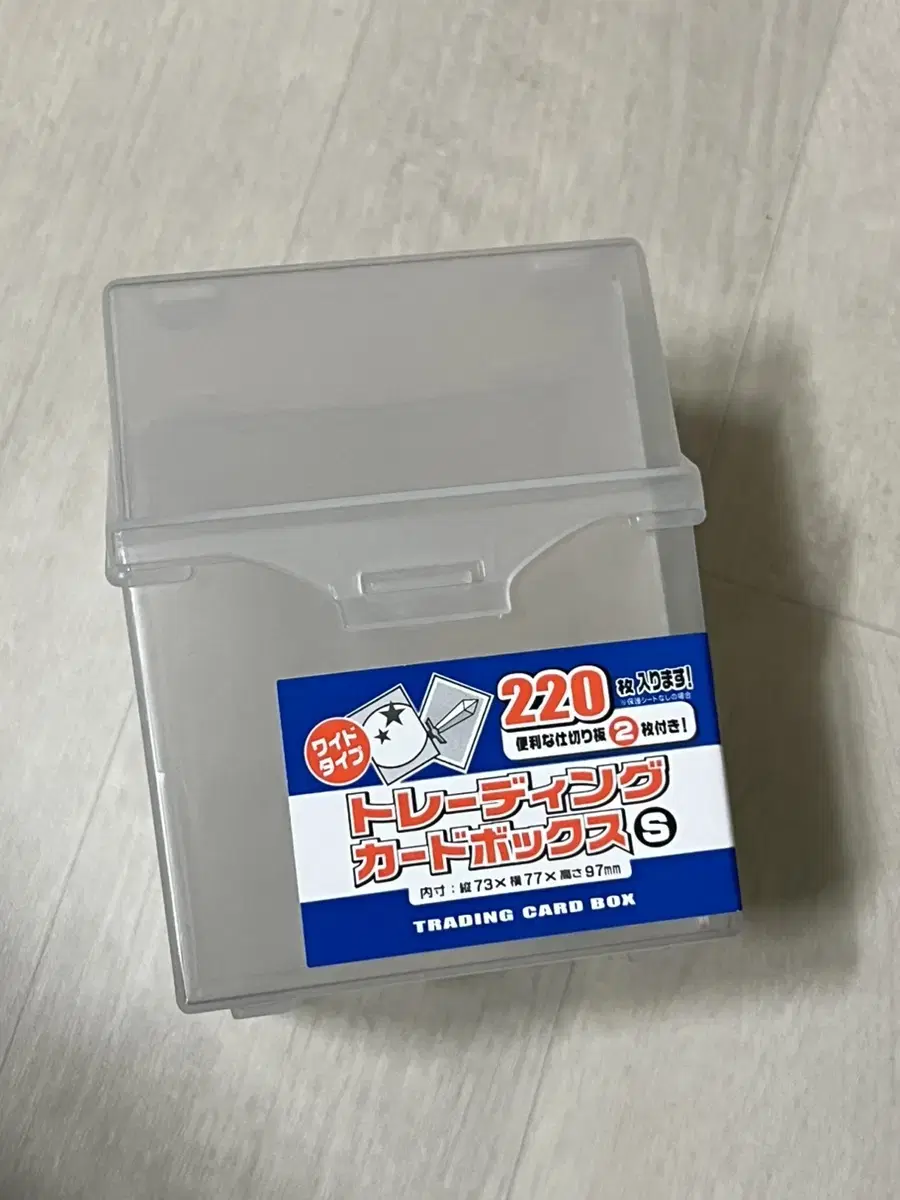 ワイド
タイプ
220枚入ります!
※保護シートなしの場合
便利な仕切り板2枚付き!
トレーディング
カードボックスS
内寸:縦73×横77×高さ97mm
TRADING CARD BOX